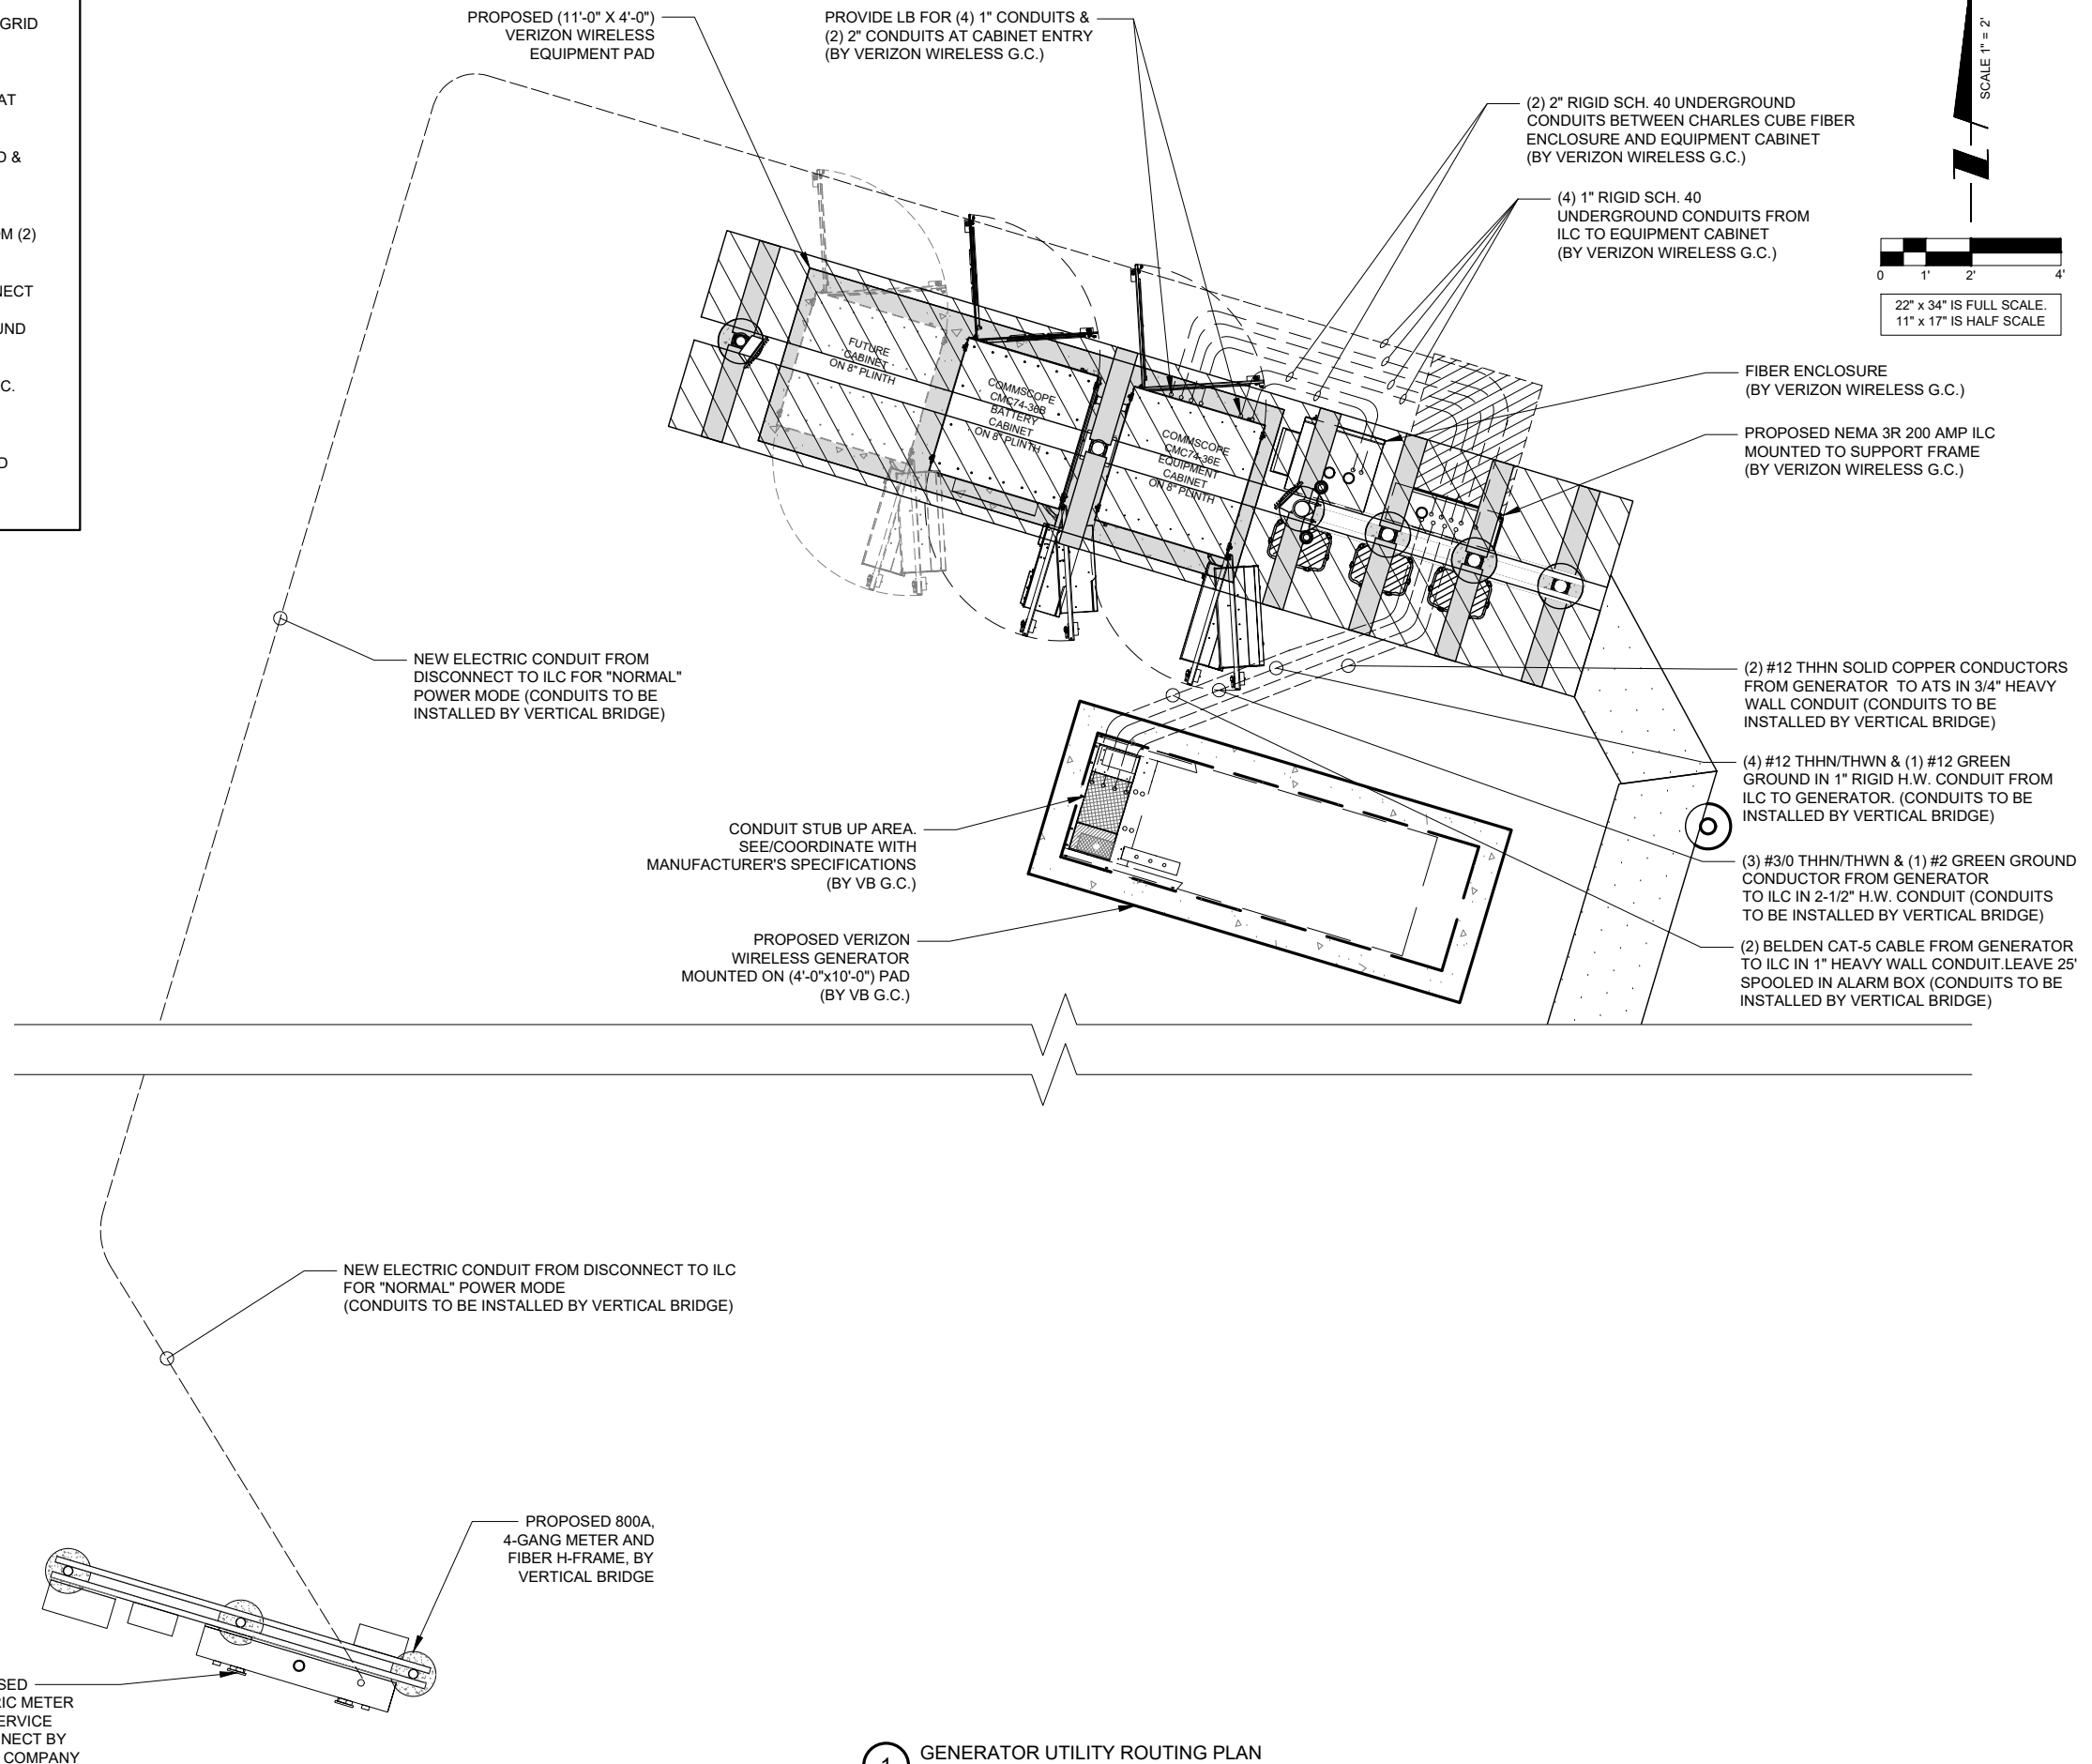 GRID
AT
&
M (2)
NECT
UND
C.
PROPOSED (11'-0" X 4'-0")
VERIZON WIRELESS
EQUIPMENT PAD
PROVIDE LB FOR (4) 1" CONDUITS &
(2) 2" CONDUITS AT CABINET ENTRY
(BY VERIZON WIRELESS G.C.)
(2) 2" RIGID SCH. 40 UNDERGROUND
CONDUITS BETWEEN CHARLES CUBE FIBER
ENCLOSURE AND EQUIPMENT CABINET
(BY VERIZON WIRELESS G.C.)
(4) 1" RIGID SCH. 40
UNDERGROUND CONDUITS FROM
ILC TO EQUIPMENT CABINET
(BY VERIZON WIRELESS G.C.)
SCALE 1" = 2'
0 1' 2' 4'
22" x 34" IS FULL SCALE.
11" x 17" IS HALF SCALE
FUTURE
CABINET
ON 8" PLINTH
COMMSCOPE
CMC74-36B
BATTERY
CABINET
ON 8" PLINTH
COMMSCOPE
CMC74-36E
EQUIPMENT
CABINET
ON 8" PLINTH
FIBER ENCLOSURE
(BY VERIZON WIRELESS G.C.)
PROPOSED NEMA 3R 200 AMP ILC
MOUNTED TO SUPPORT FRAME
(BY VERIZON WIRELESS G.C.)
NEW ELECTRIC CONDUIT FROM
DISCONNECT TO ILC FOR "NORMAL"
POWER MODE (CONDUITS TO BE
INSTALLED BY VERTICAL BRIDGE)
(2) #12 THHN SOLID COPPER CONDUCTORS
FROM GENERATOR TO ATS IN 3/4" HEAVY
WALL CONDUIT (CONDUITS TO BE
INSTALLED BY VERTICAL BRIDGE)
(4) #12 THHN/THWN & (1) #12 GREEN
GROUND IN 1" RIGID H.W. CONDUIT FROM
ILC TO GENERATOR. (CONDUITS TO BE
INSTALLED BY VERTICAL BRIDGE)
(3) #3/0 THHN/THWN & (1) #2 GREEN GROUND
CONDUCTOR FROM GENERATOR
TO ILC IN 2-1/2" H.W. CONDUIT (CONDUITS
TO BE INSTALLED BY VERTICAL BRIDGE)
(2) BELDEN CAT-5 CABLE FROM GENERATOR
TO ILC IN 1" HEAVY WALL CONDUIT.LEAVE 25'
SPOOLED IN ALARM BOX (CONDUITS TO BE
INSTALLED BY VERTICAL BRIDGE)
CONDUIT STUB UP AREA.
SEE/COORDINATE WITH
MANUFACTURER'S SPECIFICATIONS
(BY VB G.C.)
PROPOSED VERIZON
WIRELESS GENERATOR
MOUNTED ON (4'-0"x10'-0") PAD
(BY VB G.C.)
NEW ELECTRIC CONDUIT FROM DISCONNECT TO ILC
FOR "NORMAL" POWER MODE
(CONDUITS TO BE INSTALLED BY VERTICAL BRIDGE)
PROPOSED 800A,
4-GANG METER AND
FIBER H-FRAME, BY
VERTICAL BRIDGE
SED
RIC METER
ERVICE
NNECT BY
COMPANY
1
GENERATOR UTILITY ROUTING PLAN